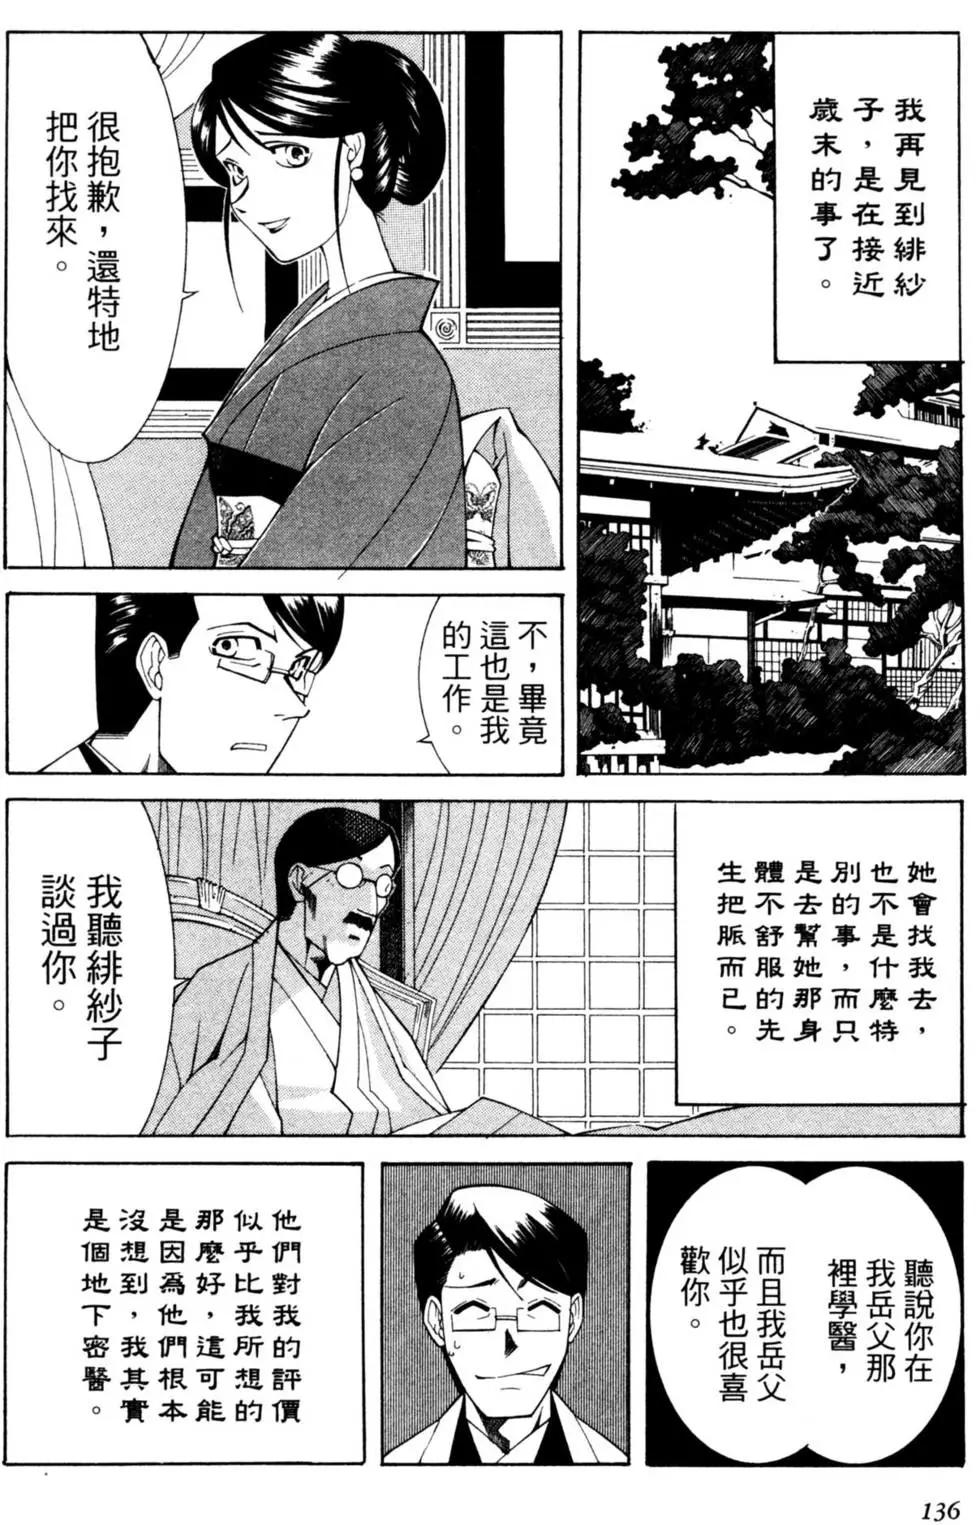 我再見到緋紗
子，是在接近
歲末的事了。
很抱歉，還特地
把你找來。
不，畢竟
這也是我
的工作。
她會找我去，
也不是什麼特
別的事，而只
是去幫她那身
體不舒服的先
生把脈而已。
我聽緋紗子
談過你。
聽說你在
我岳父那
裡學醫，
而且我岳父
似乎也很喜
歡你。
他們對我的評價
似乎比我所想的
那麼好，這可能
是因為他們根本
沒想到，我其實
是個地下密醫。
136